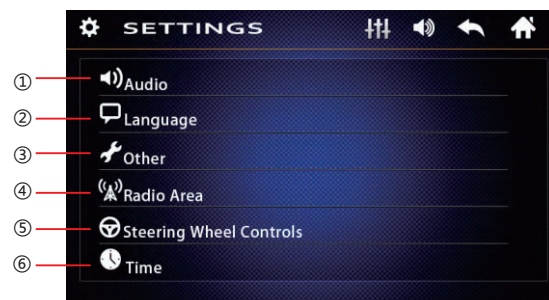 SETTINGS
① Audio
② Language
③ Other
④ Radio Area
⑤ Steering Wheel Controls
⑥ Time